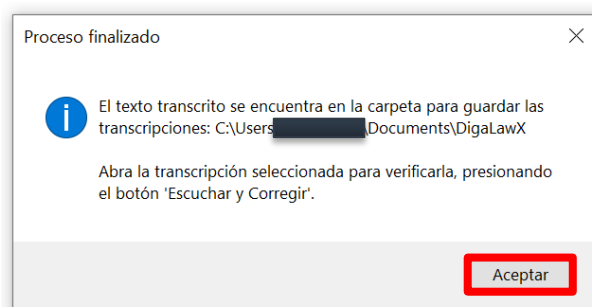 Proceso finalizado
El texto transcrito se encuentra en la carpeta para guardar las
transcripciones: C:\Users\Documents\DigaLawX
Abra la transcripción seleccionada para verificarla, presionando
el botón 'Escuchar y Corregir'.
Aceptar